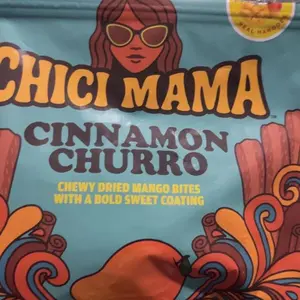 CHICI MAMA
CINNAMON
CHURRO
CHEWY DRIED MANGO BITES
WITH A BOLD SWEET COATING